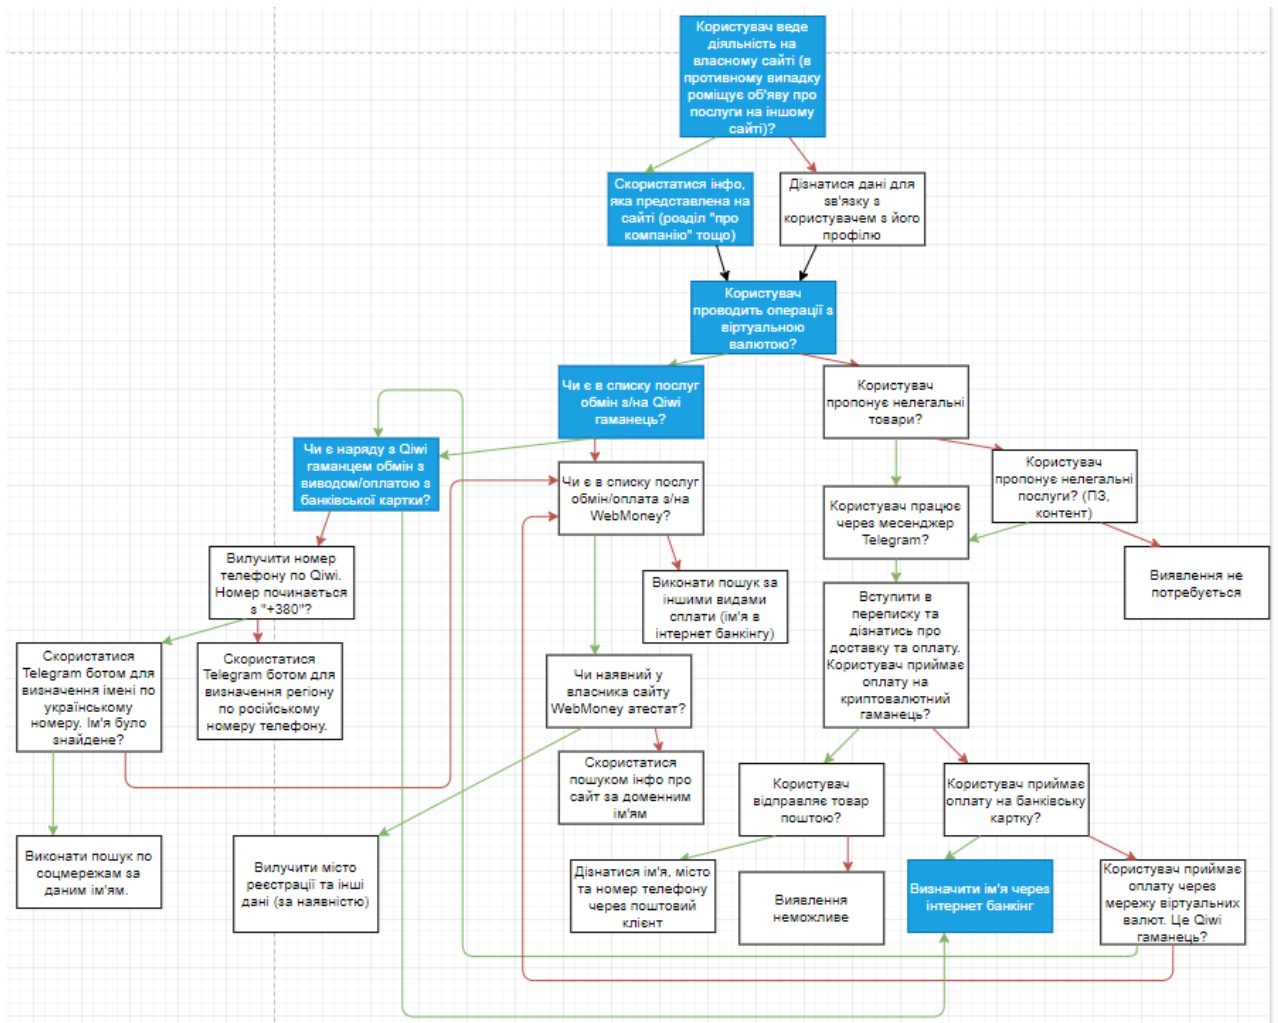 Користувач веде
діяльність на
власному сайті (в
противному випадку
роміщує об'яву про
послуги на іншому
сайті)?
Скористатися інфо,
яка представлена на
сайті (розділ "про
компанію" тощо)
Дізнатися дані для
зв'язку з
користувачем з його
профілю
Користувач
проводить операції з
віртуальною
валютою?
Чи є в списку послуг
обмін з/на Qiwi
гаманець?
Користувач
пропонує нелегальні
товари?
Чи є наряду з Qiwi
гаманцем обмін з
виводом/оплатою з
банківської картки?
Чи є в списку послуг
обмін/оплата з/на
WebMoney?
Користувач
пропонує нелегальні
послуги? (ПЗ,
контент)
Користувач працює
через месенджер
Telegram?
Вилучити номер
телефону по Qiwi.
Номер починається
з "+380"?
Виконати пошук за
іншими видами
сплати (ім'я в
інтернет банкінгу)
Виявлення не
потребується
Вступити в
переписку та
дізнатись про
доставку та оплату.
Користувач приймає
оплату на
криптовалютний
гаманець?
Скористатися
Telegram ботом для
визначення імені по
українському
номеру. Ім'я було
знайдене?
Скористатися
Telegram ботом для
визначення регіону
по російському
номеру телефону.
Чи наявний у
власника сайту
WebMoney атестат?
Скористатися
пошуком інфо про
сайт за доменним
ім'ям
Користувач
відправляє товар
поштою?
Користувач приймає
оплату на банківську
картку?
Виконати пошук по
соцмережам за
даним ім'ям.
Вилучити місто
реєстрації та інші
дані (за наявністю)
Дізнатися ім'я, місто
та номер телефону
через поштовий
клієнт
Виявлення
неможливе
Визначити ім'я через
інтернет банкінг
Користувач приймає
оплату через
мережу віртуальних
валют. Це Qiwi
гаманець?